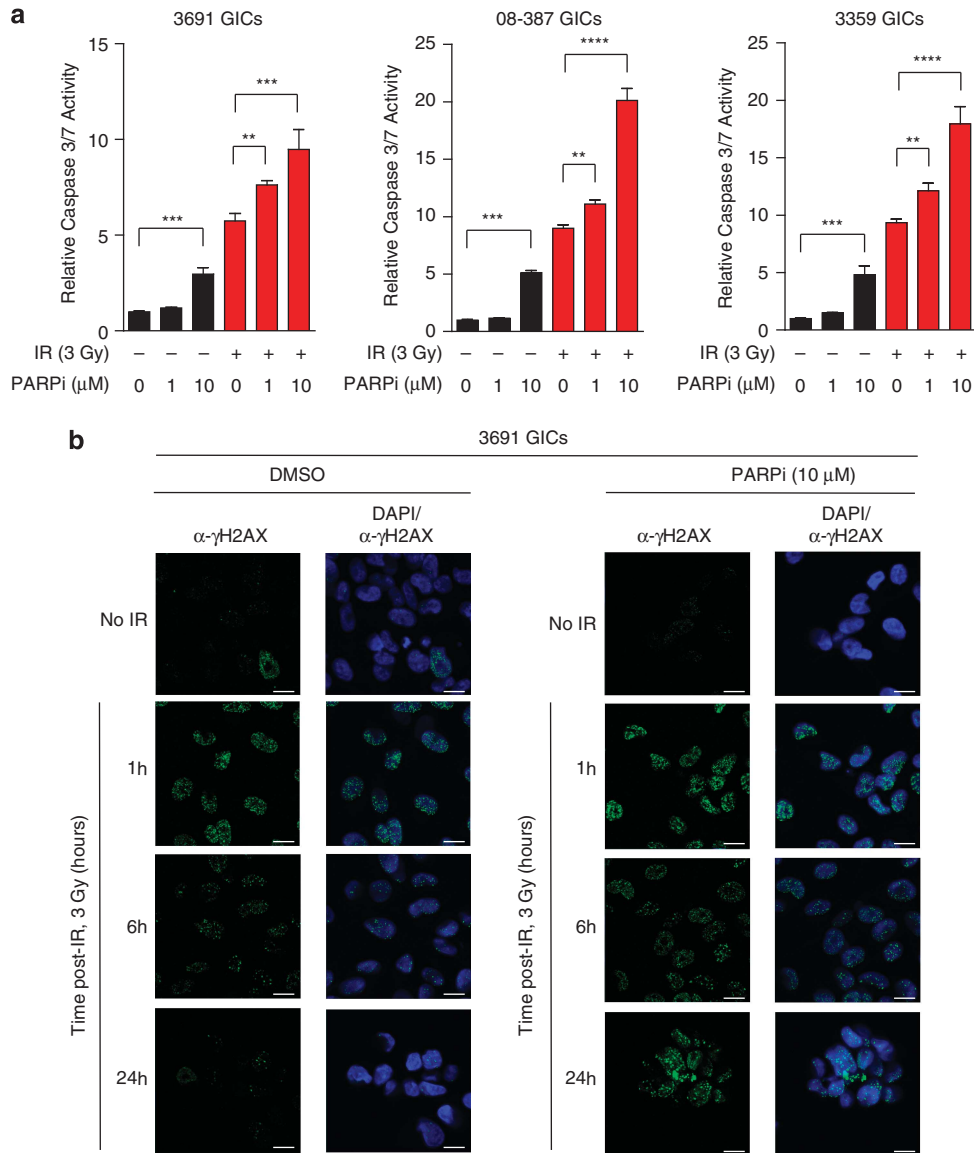 a
3691 GICs
08-387 GICs
3359 GICs
Relative Caspase 3/7 Activity
15
10
5
0
***
**
***
Relative Caspase 3/7 Activity
25
20
15
10
5
0
***
**
****
Relative Caspase 3/7 Activity
25
20
15
10
5
0
***
**
****
IR (3 Gy) – – – + + +
PARPi (μM) 0 1 10 0 1 10
IR (3 Gy) – – – + + +
PARPi (μM) 0 1 10 0 1 10
IR (3 Gy) – – – + + +
PARPi (μM) 0 1 10 0 1 10
b
3691 GICs
DMSO
PARPi (10 μM)
α-γH2AX
DAPI/
α-γH2AX
α-γH2AX
DAPI/
α-γH2AX
No IR
Time post-IR, 3 Gy (hours)
1h
6h
24h
No IR
Time post-IR, 3 Gy (hours)
1h
6h
24h